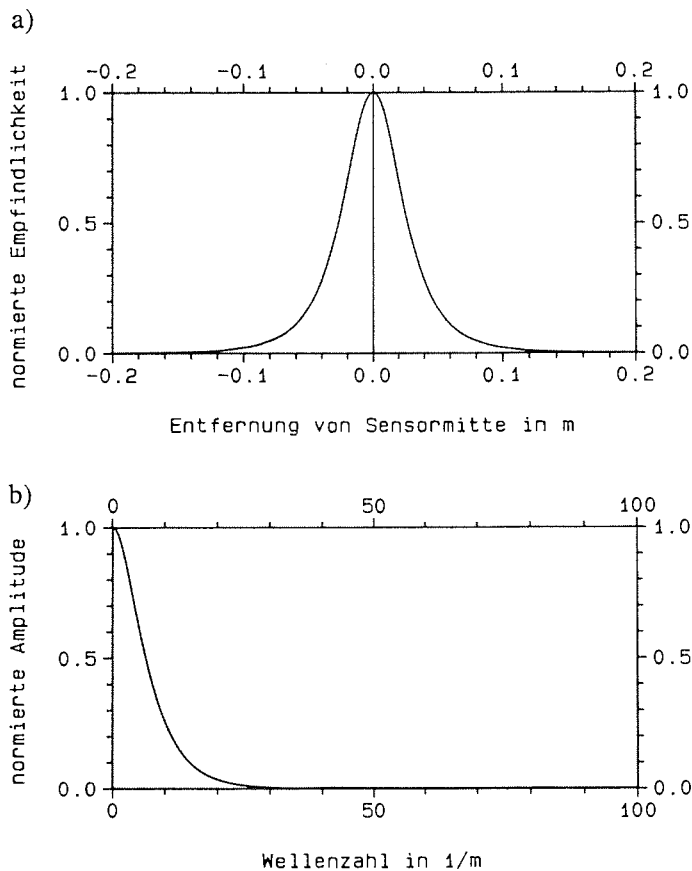 a)
-0.2 -0.1 0.0 0.1 0.2
1.0 1.0
0.5 0.5
0.0 0.0
-0.2 -0.1 0.0 0.1 0.2
normierte Empfindlichkeit
Entfernung von Sensormitte in m
b)
0 50 100
1.0 1.0
0.5 0.5
0.0 0.0
0 50 100
normierte Amplitude
Wellenzahl in 1/m